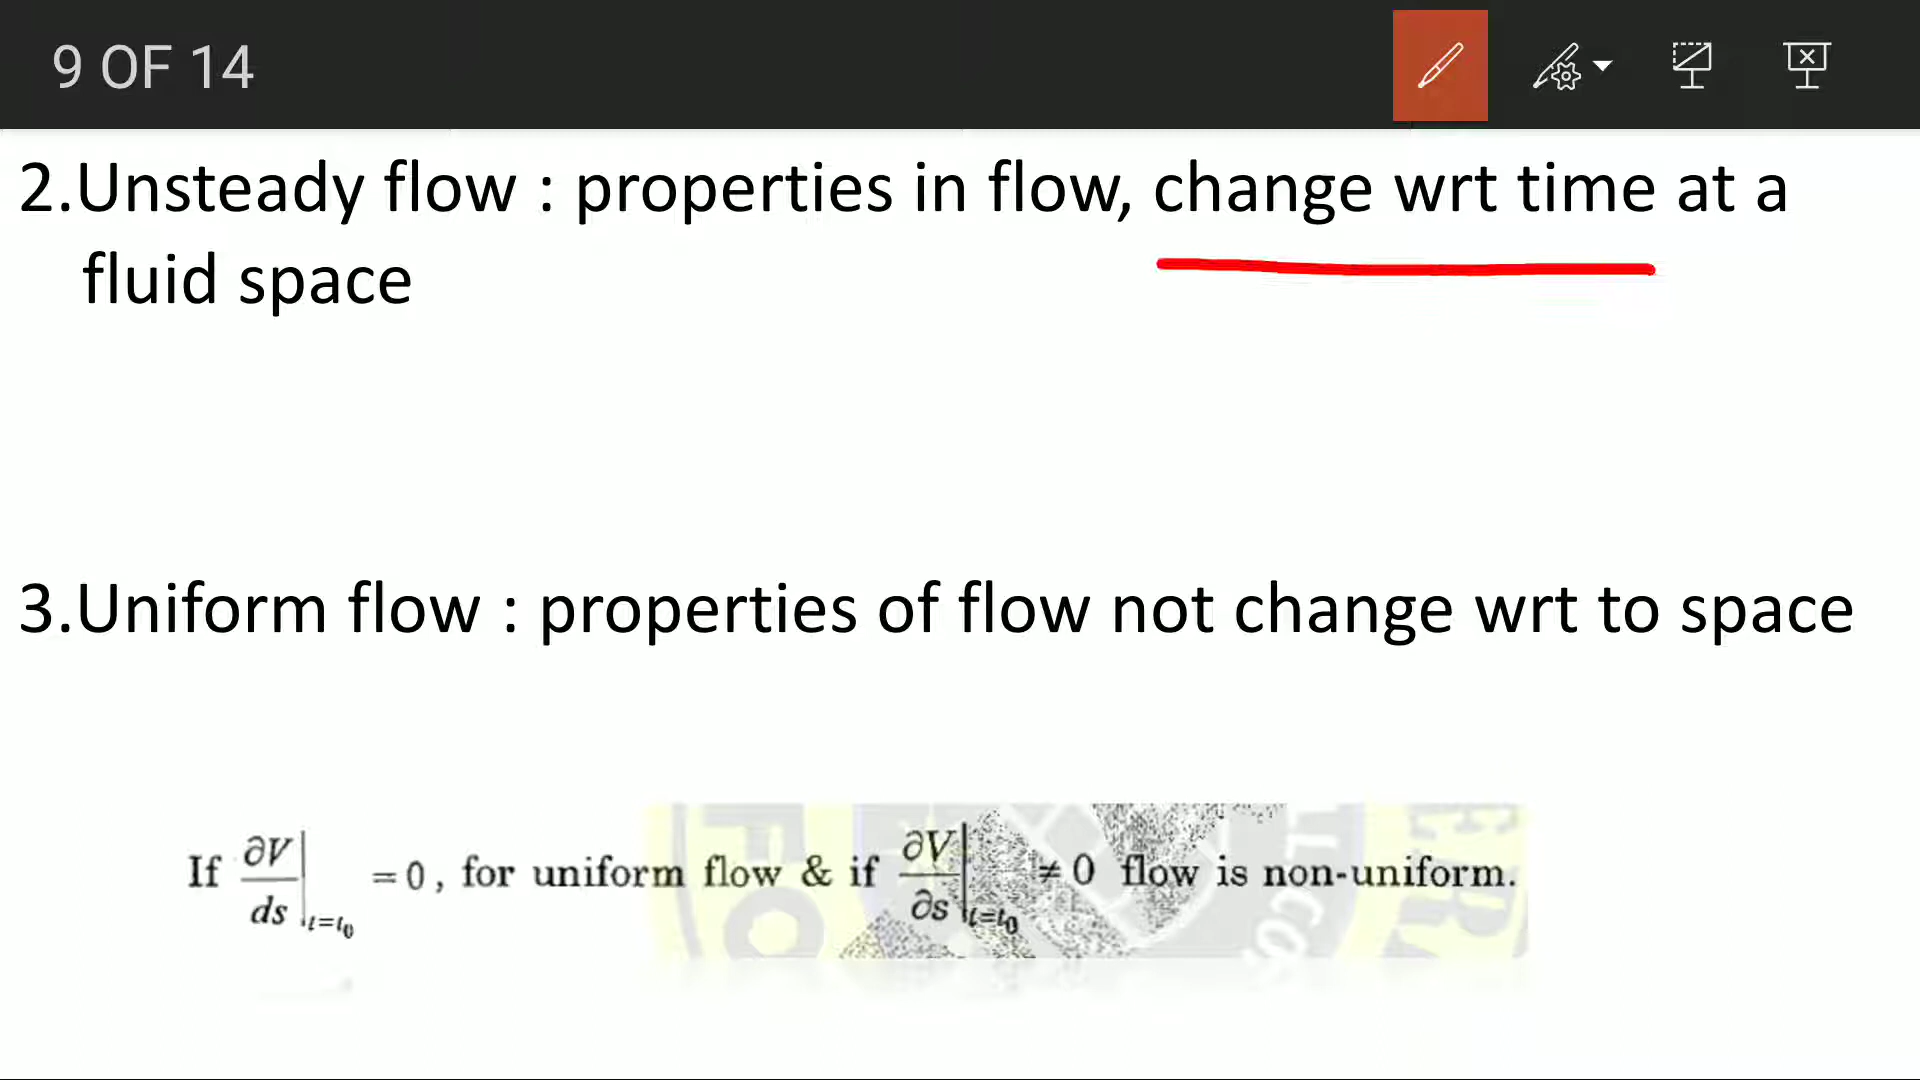 9 OF 14
2.Unsteady flow : properties in flow, change wrt time at a
fluid space
3.Uniform flow : properties of flow not change wrt to space
If ∂V/ds|t=t0 =0, for uniform flow & if ∂V/∂s|t=t0 ≠0 flow is non-uniform.